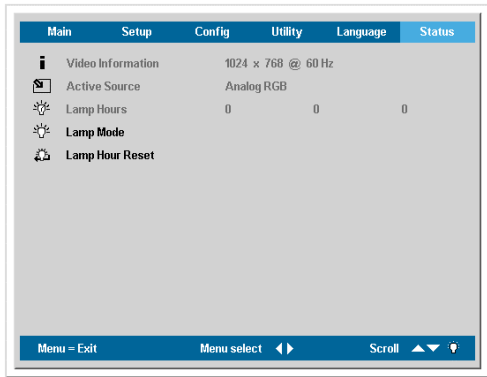 Main Setup Config Utility Language Status
Video Information 1024 x 768 @ 60 Hz
Active Source Analog RGB
Lamp Hours 0 0 0
Lamp Mode
Lamp Hour Reset
Menu = Exit Menu select Scroll